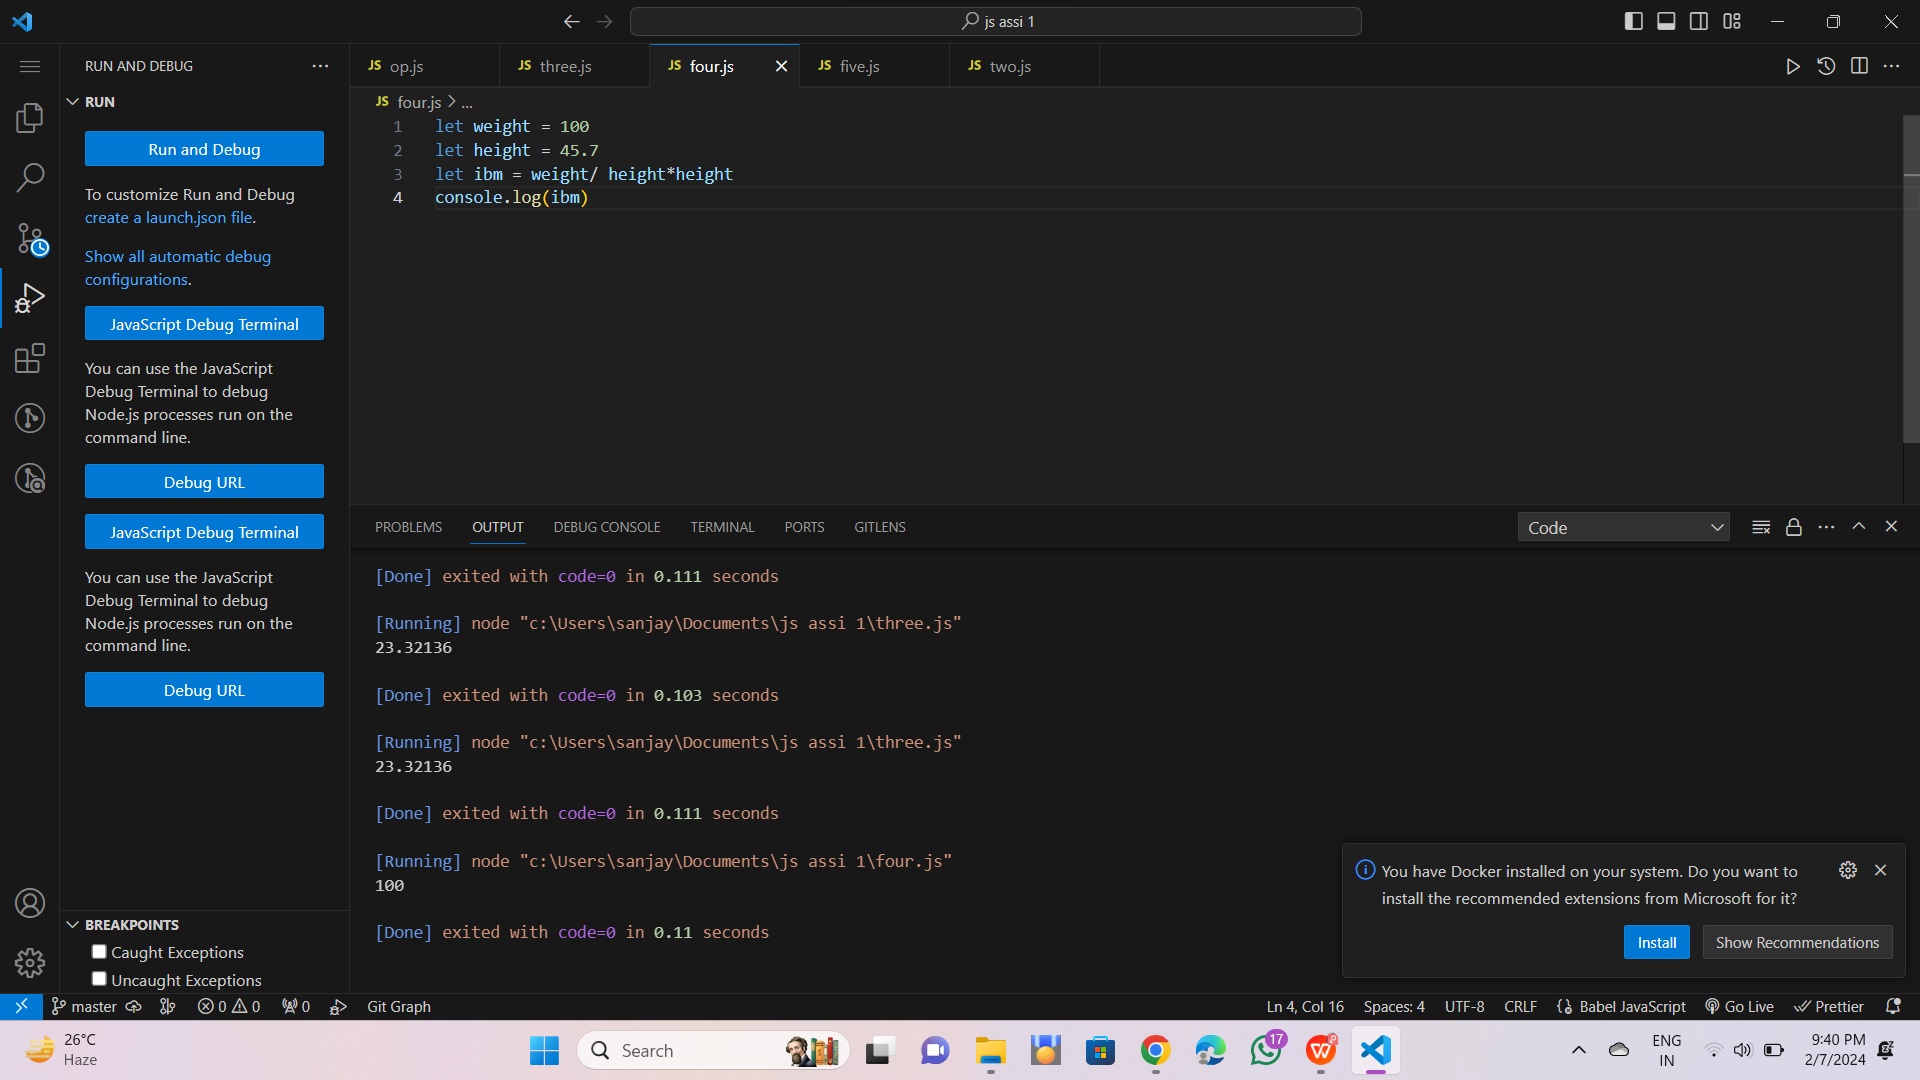 js assi 1
RUN AND DEBUG
RUN
Run and Debug
To customize Run and Debug
create a launch.json file.
Show all automatic debug
configurations.
JavaScript Debug Terminal
You can use the JavaScript
Debug Terminal to debug
Node.js processes run on the
command line.
Debug URL
JavaScript Debug Terminal
You can use the JavaScript
Debug Terminal to debug
Node.js processes run on the
command line.
Debug URL
BREAKPOINTS
Caught Exceptions
Uncaught Exceptions
JS op.js
JS three.js
JS four.js
JS five.js
JS two.js
JS four.js > ...
1 let weight = 100
2 let height = 45.7
3 let ibm = weight/ height*height
4 console.log(ibm)
PROBLEMS OUTPUT DEBUG CONSOLE TERMINAL PORTS GITLENS
Code
[Done] exited with code=0 in 0.111 seconds
[Running] node "c:\Users\sanjay\Documents\js assi 1\three.js"
23.32136
[Done] exited with code=0 in 0.103 seconds
[Running] node "c:\Users\sanjay\Documents\js assi 1\three.js"
23.32136
[Done] exited with code=0 in 0.111 seconds
[Running] node "c:\Users\sanjay\Documents\js assi 1\four.js"
100
[Done] exited with code=0 in 0.11 seconds
You have Docker installed on your system. Do you want to
install the recommended extensions from Microsoft for it?
Install
Show Recommendations
master 0 0 0 Git Graph
Ln 4, Col 16 Spaces: 4 UTF-8 CRLF {} Babel JavaScript Go Live Prettier
26°C
Haze
Search
17
ENG
IN
9:40 PM
2/7/2024